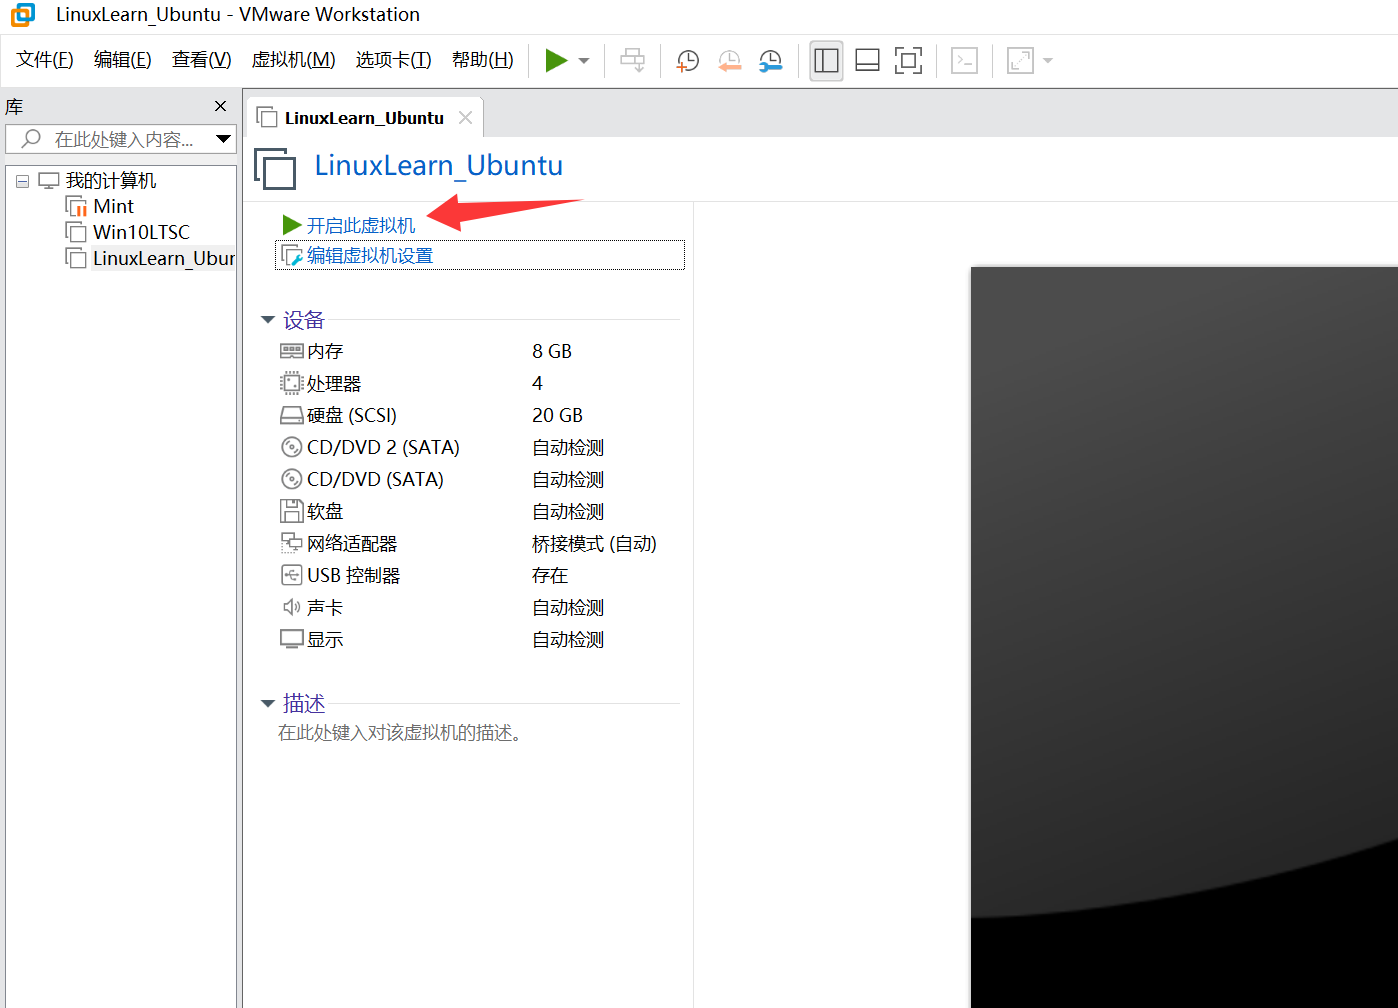 LinuxLearn_Ubuntu - VMware Workstation
文件(F) 编辑(E) 查看(V) 虚拟机(M) 选项卡(T) 帮助(H)
库
在此处键入内容...
我的计算机
Mint
Win10LTSC
LinuxLearn_Ubur
LinuxLearn_Ubuntu
LinuxLearn_Ubuntu
开启此虚拟机
编辑虚拟机设置
设备
内存 8 GB
处理器 4
硬盘 (SCSI) 20 GB
CD/DVD 2 (SATA) 自动检测
CD/DVD (SATA) 自动检测
软盘 自动检测
网络适配器 桥接模式 (自动)
USB 控制器 存在
声卡 自动检测
显示 自动检测
描述
在此处键入对该虚拟机的描述。